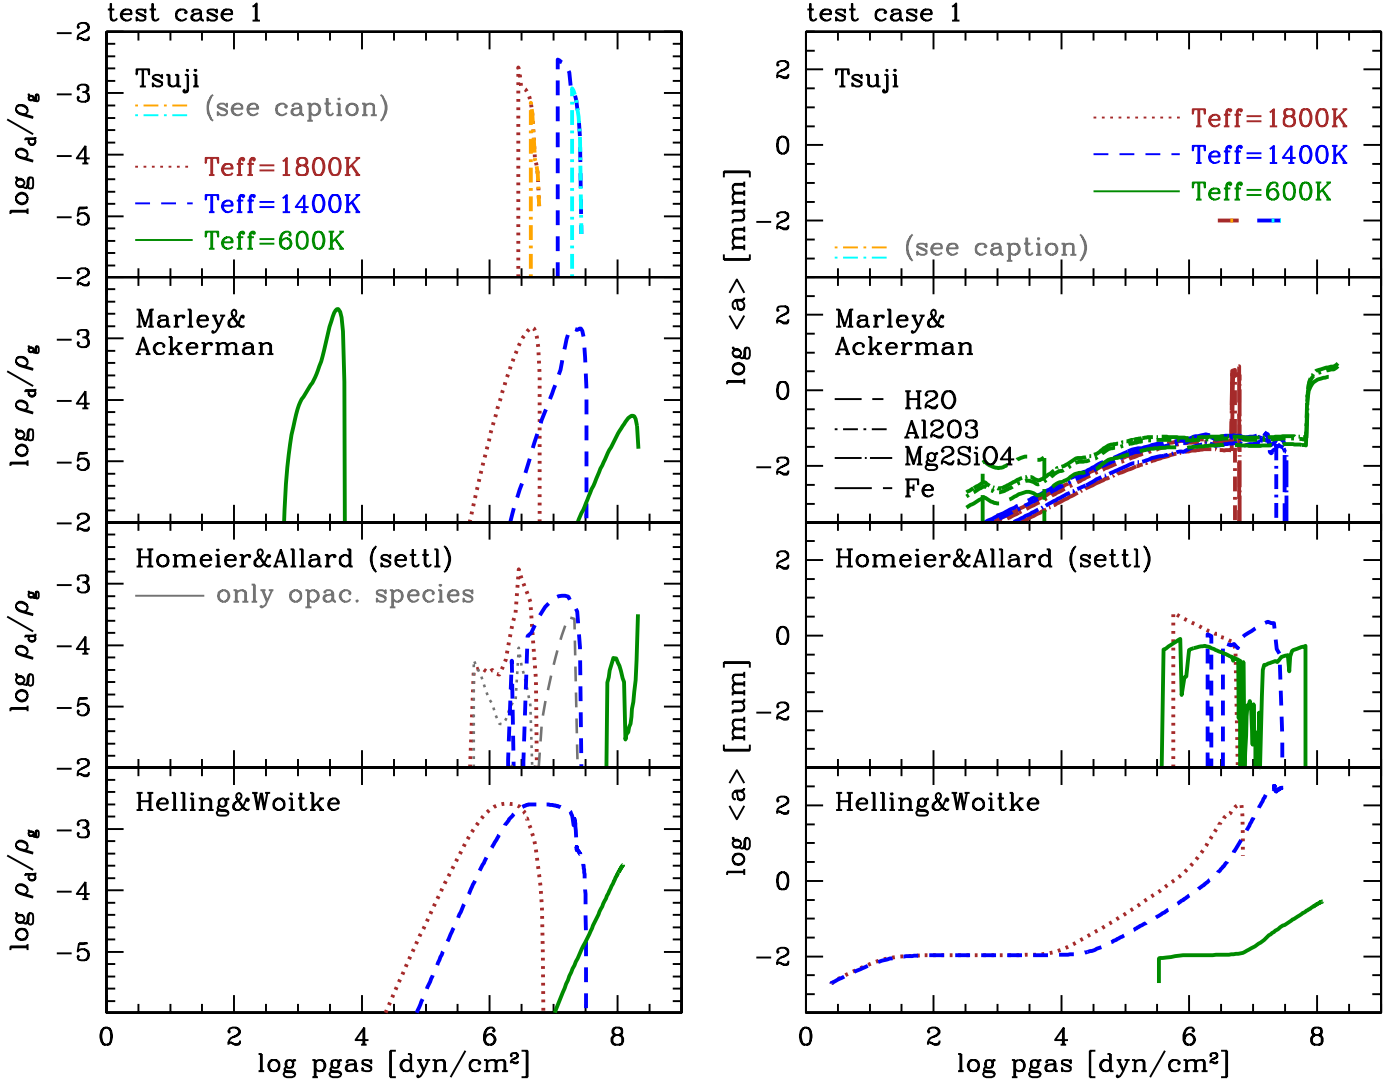 test case 1
-2
Tsuji
(see caption)
-3
-4
Teff=1800K
Teff=1400K
-5
Teff=600K
-2
log ρd/ρg
Marley&
Ackerman
-3
-4
-5
-2
log ρd/ρg
Homeier&Allard (settl)
only opac. species
-3
-4
-5
-2
log ρd/ρg
Helling&Woitke
-3
-4
-5
log ρd/ρg
0 2 4 6 8
log pgas [dyn/cm²]
test case 1
2
Tsuji
Teff=1800K
0
Teff=1400K
Teff=600K
-2
(see caption)
log <a> [mum]
2
Marley&
Ackerman
0
H2O
Al2O3
Mg2SiO4
-2
Fe
2
Homeier&Allard (settl)
0
-2
log <a> [mum]
2
Helling&Woitke
0
-2
0 2 4 6 8
log pgas [dyn/cm²]